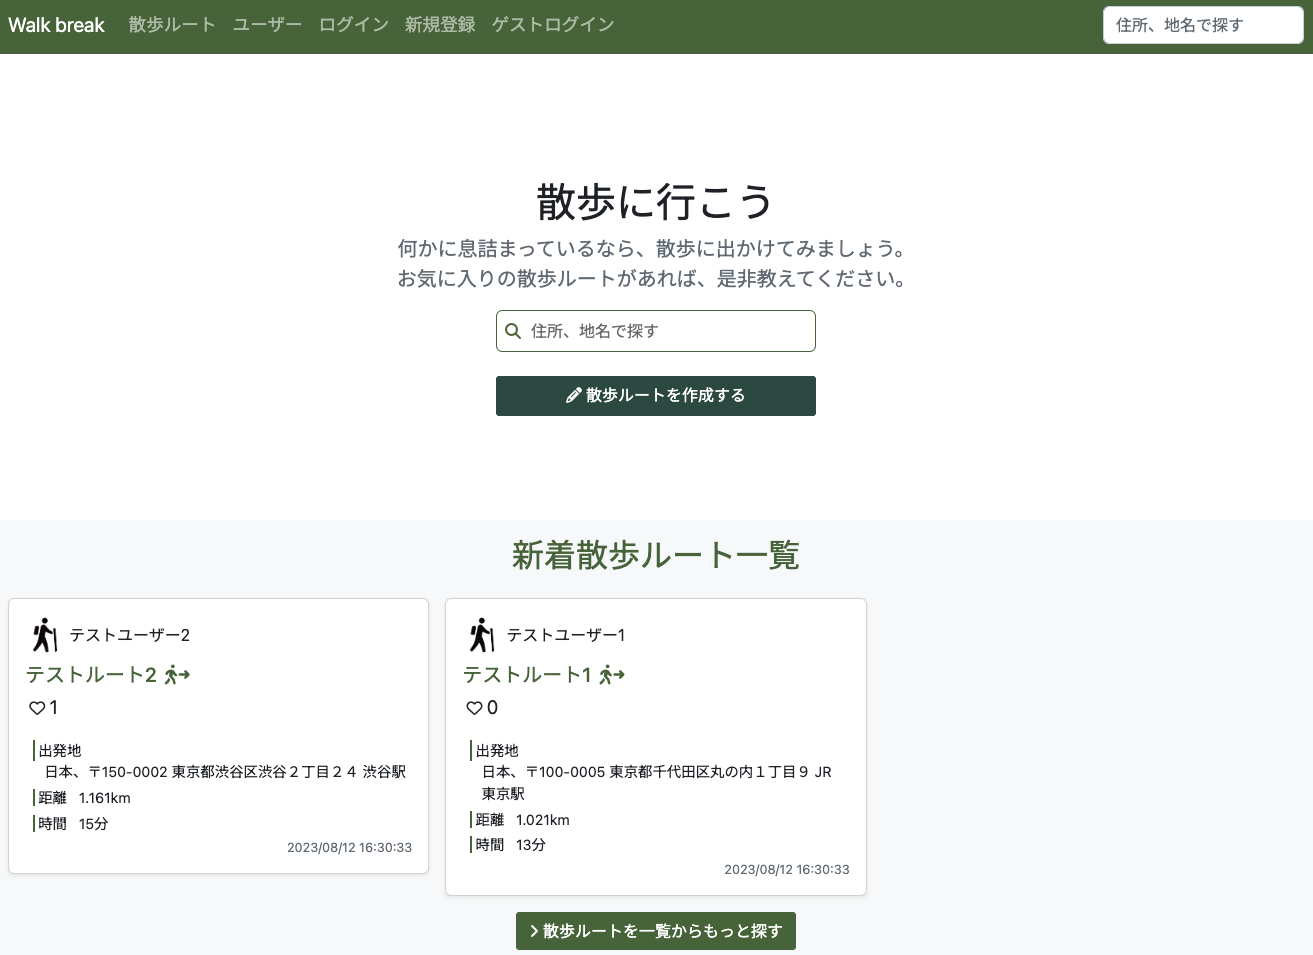 Walk break 散歩ルート ユーザー ログイン 新規登録 ゲストログイン 住所、地名で探す
散歩に行こう
何かに息詰まっているなら、散歩に出かけてみましょう。
お気に入りの散歩ルートがあれば、是非教えてください。
住所、地名で探す
散歩ルートを作成する
新着散歩ルート一覧
テストユーザー2
テストルート2
1
出発地
日本、〒150-0002 東京都渋谷区渋谷２丁目２４ 渋谷駅
距離 1.161km
時間 15分
2023/08/12 16:30:33
テストユーザー1
テストルート1
0
出発地
日本、〒100-0005 東京都千代田区丸の内１丁目９ JR
東京駅
距離 1.021km
時間 13分
2023/08/12 16:30:33
散歩ルートを一覧からもっと探す